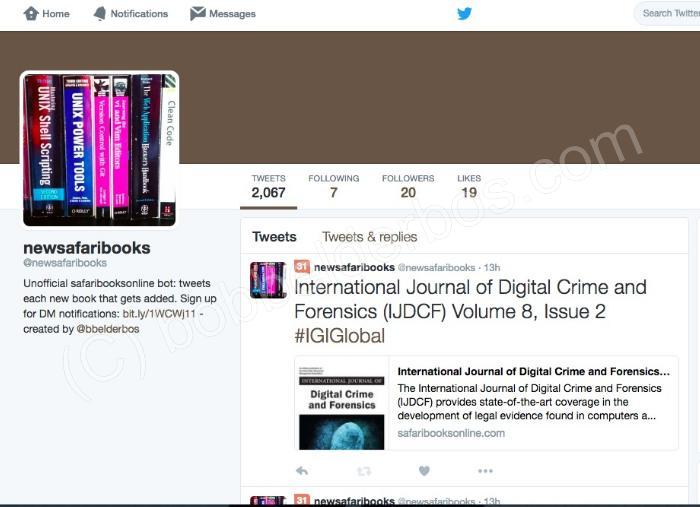 Home Notifications Messages Search Twitter
UNIX Shell Scripting
SECOND EDITION
UNIX POWER TOOLS
O'REILLY
Version Control with Git
vi and Vim Editors
The Web Application Hackers Handbook
Clean Code
TWEETS FOLLOWING FOLLOWERS LIKES
2,067 7 20 19
newsafaribooks
@newsafaribooks
Unofficial safaribooksonline bot: tweets
each new book that gets added. Sign up
for DM notifications: bit.ly/1WCWj11 -
created by @bbelderbos
Tweets Tweets & replies
31 newsafaribooks @newsafaribooks · 13h
International Journal of Digital Crime and
Forensics (IJDCF) Volume 8, Issue 2
#IGIGlobal
INTERNATIONAL JOURNAL OF
Digital Crime
and Forensics
International Journal of Digital Crime and Forensics...
The International Journal of Digital Crime and Forensics
(IJDCF) provides state-of-the-art coverage in the
development of legal evidence found in computers a...
safaribooksonline.com
31 newsafaribooks @newsafaribooks · 13h
(C) bobbelderbos.com